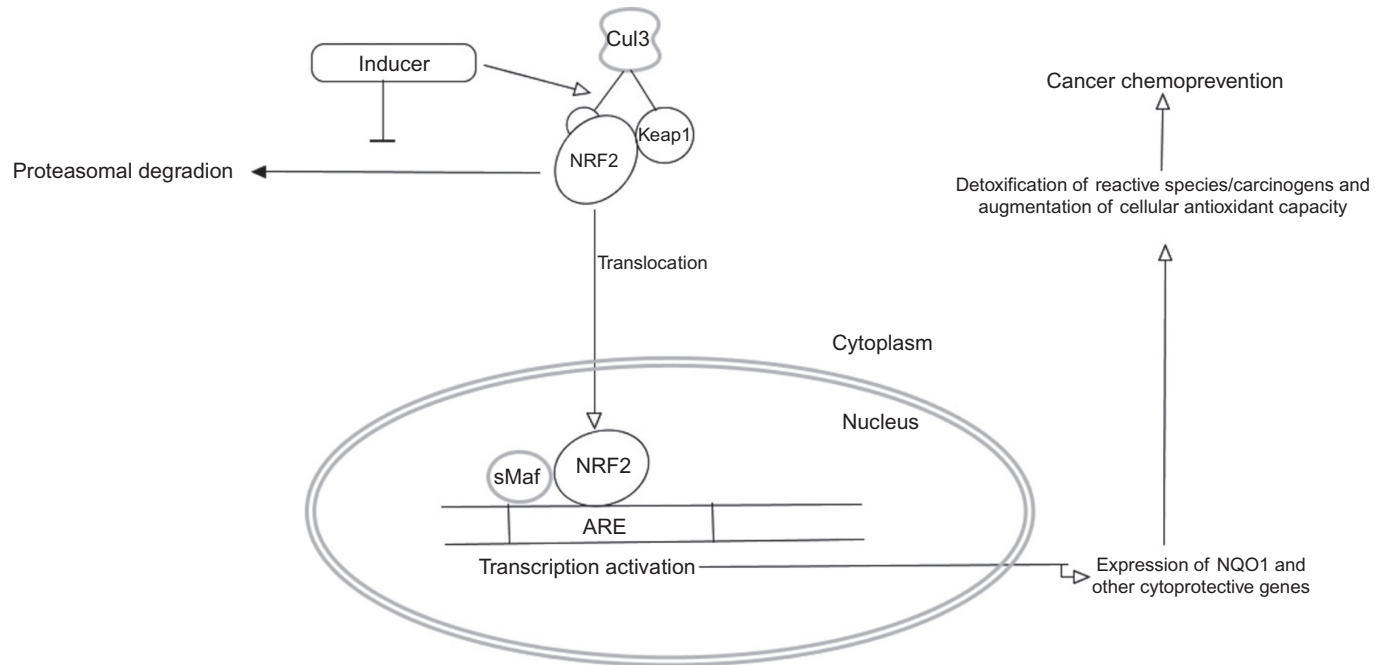 Cul3
Inducer
Cancer chemoprevention
Keap1
NRF2
Proteasomal degradion
Detoxification of reactive species/carcinogens and
augmentation of cellular antioxidant capacity
Translocation
Cytoplasm
Nucleus
sMaf
NRF2
ARE
Transcription activation
Expression of NQO1 and
other cytoprotective genes